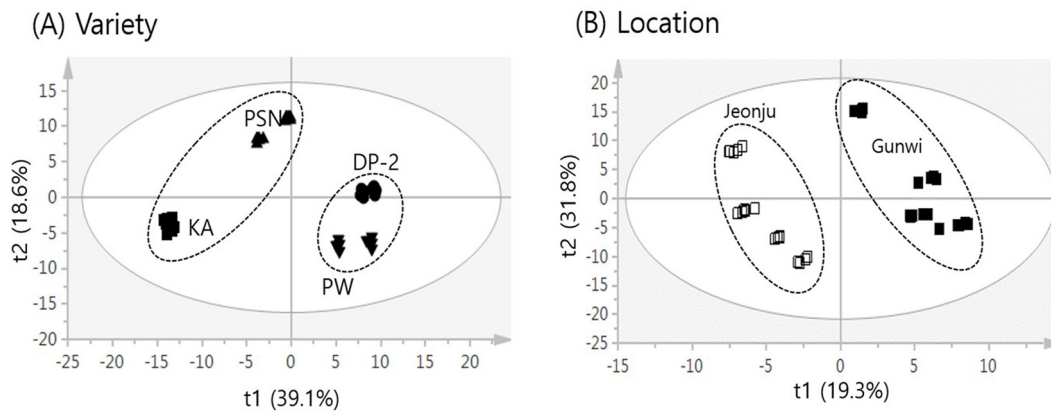 (A) Variety
15
10
5
0
-5
-10
-15
-20
-25
-20
-15
-10
-5
0
5
10
15
20
t2 (18.6%)
t1 (39.1%)
PSN
DP-2
KA
PW
(B) Location
20
15
10
5
0
-5
-10
-15
-20
-25
-15
-10
-5
0
5
10
t2 (31.8%)
t1 (19.3%)
Jeonju
Gunwi